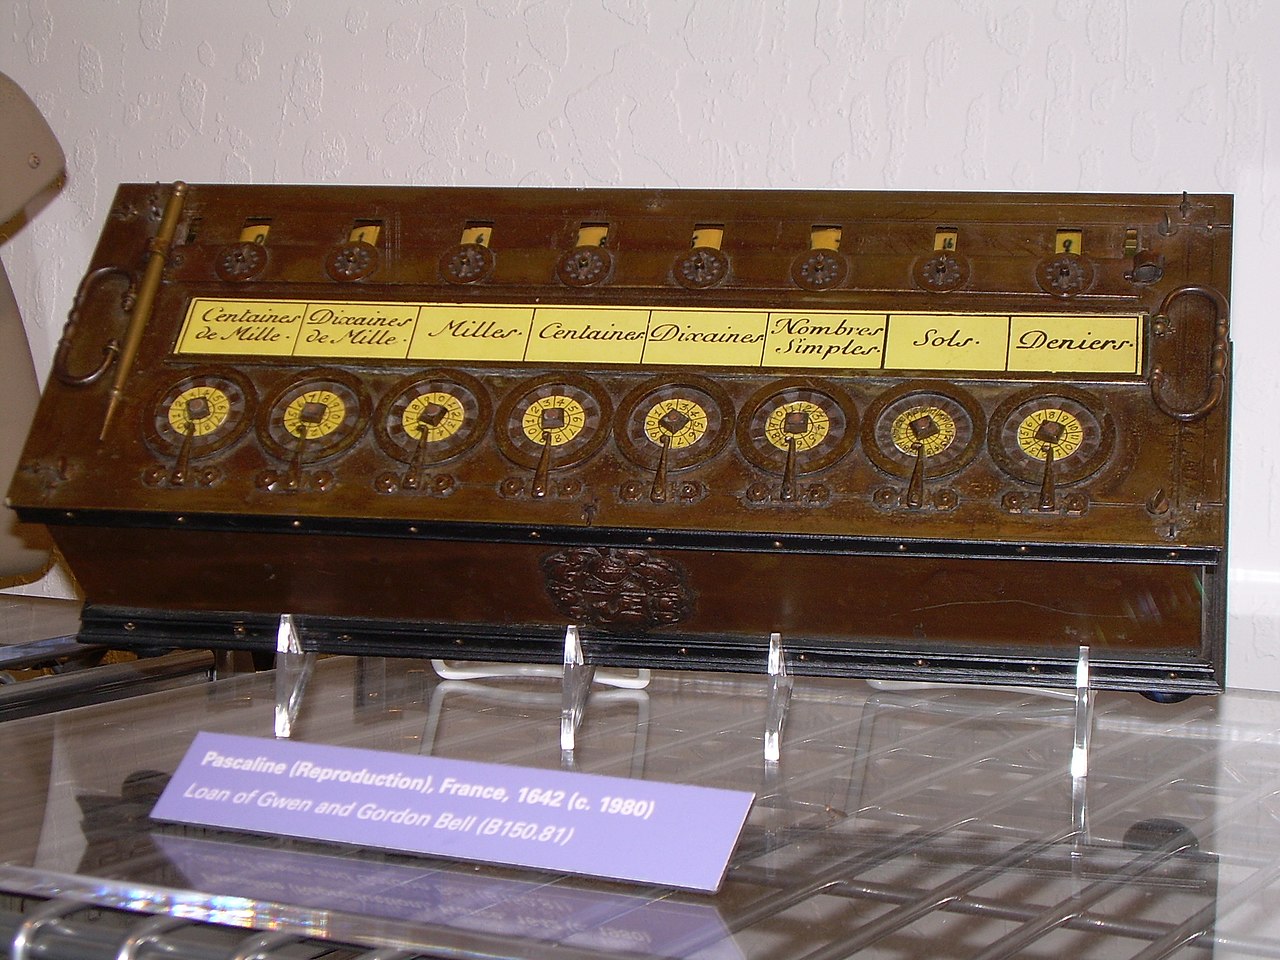 Centaines
de Mille.
Dixaines
de Mille.
Milles.
Centaines
Dixaines
Nombres
Simples.
Sols.
Deniers.
Pascaline (Reproduction), France, 1642 (c. 1980)
Loan of Gwen and Gordon Bell (B150.81)